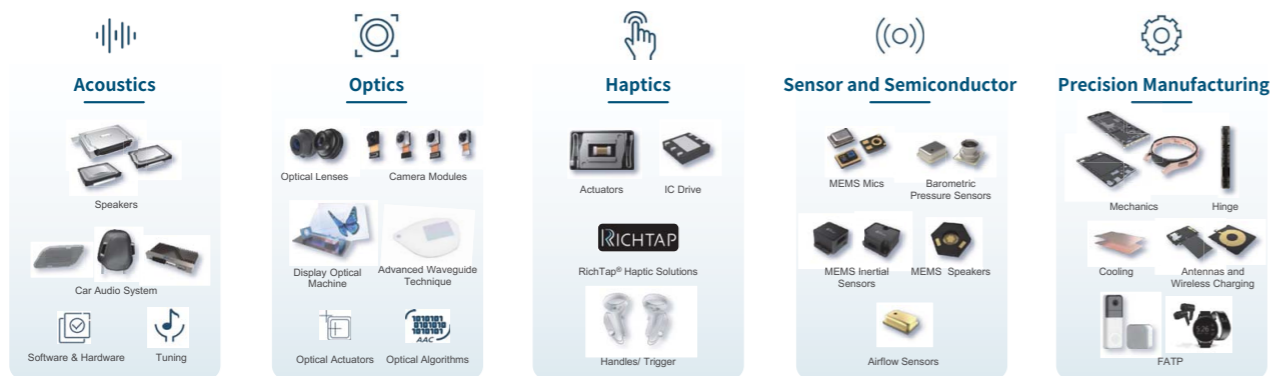 Acoustics
Speakers
Car Audio System
Software & Hardware
Tuning
Optics
Optical Lenses
Camera Modules
Display Optical
Machine
Advanced Waveguide
Technique
Optical Actuators
101010
010101
AAC
Optical Algorithms
Haptics
Actuators
IC Drive
RICHTAP
RichTap® Haptic Solutions
Handles/ Trigger
Sensor and Semiconductor
MEMS Mics
Barometric
Pressure Sensors
MEMS Inertial
Sensors
MEMS Speakers
Airflow Sensors
Precision Manufacturing
Mechanics
Hinge
Cooling
Antennas and
Wireless Charging
FATP